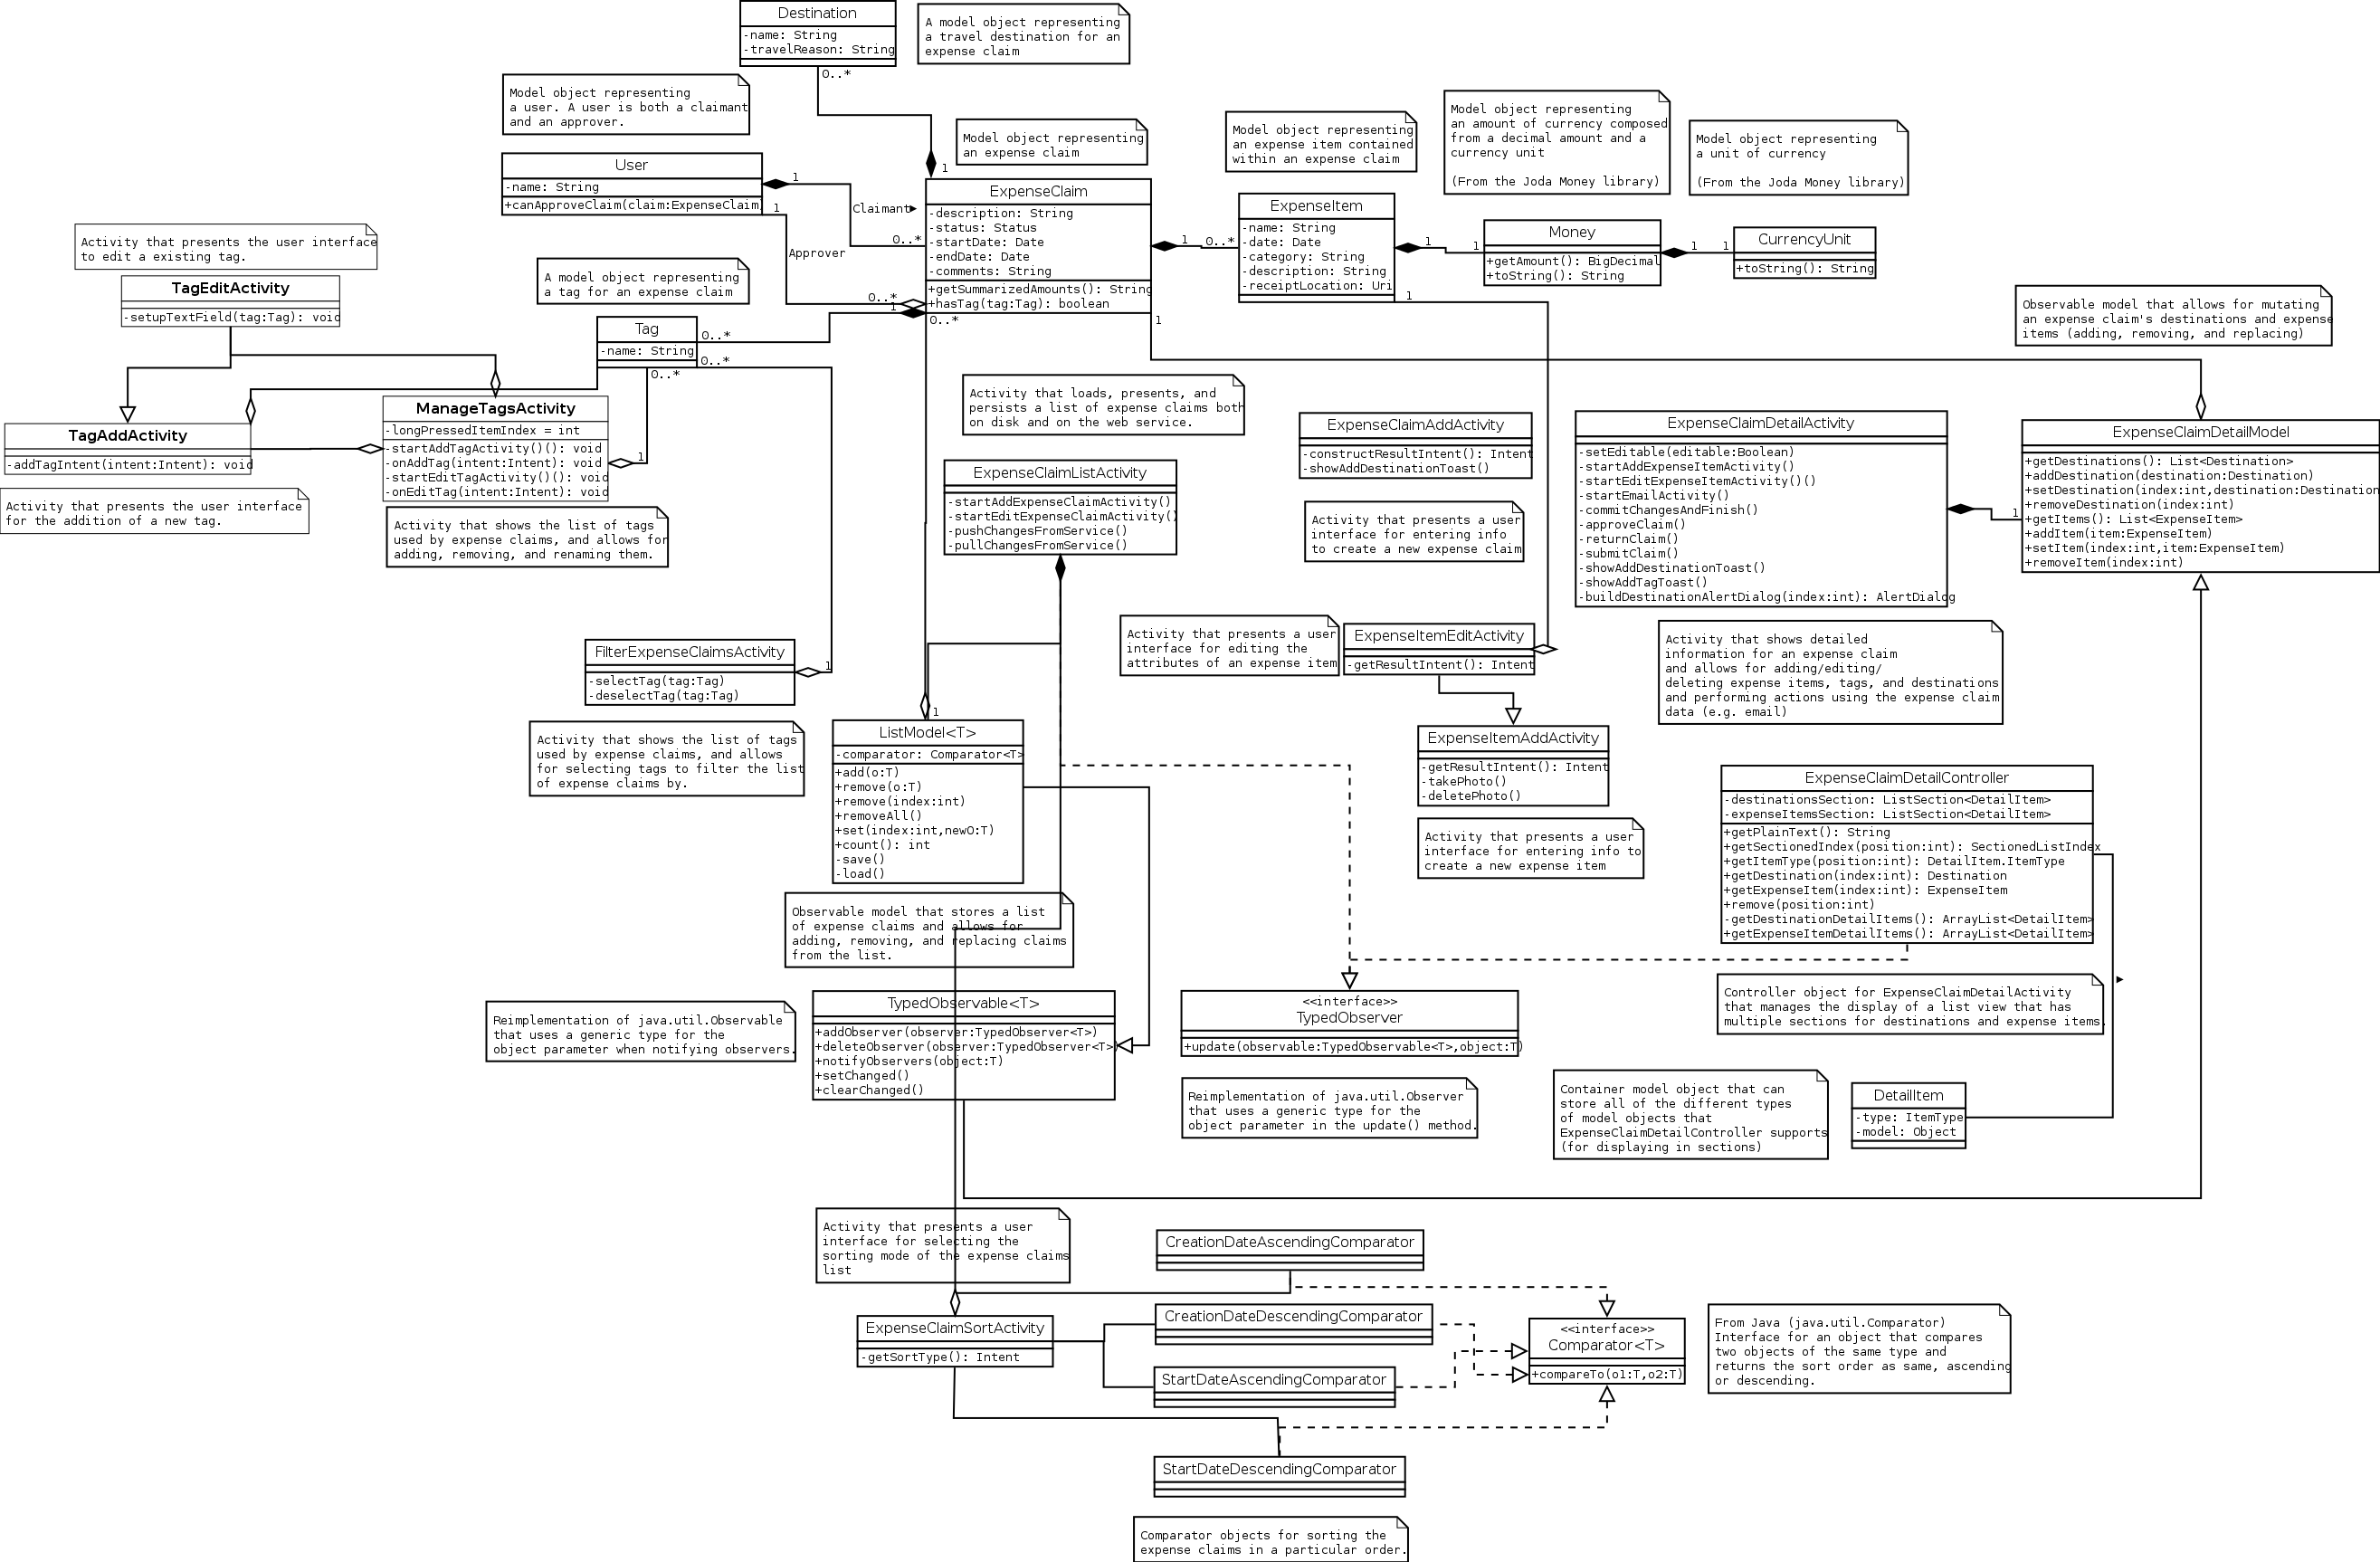 Destination
-name: String
-travelReason: String
0..*
A model object representing
a travel destination for an
expense claim
Model object representing
a user. A user is both a claimant
and an approver.
User
-name: String
+canApproveClaim(claim:ExpenseClaim)
1
1
Claimant
0..*
Approver
0..*
Model object representing
an expense claim
1
ExpenseClaim
-description: String
-status: Status
-startDate: Date
-endDate: Date
-comments: String
+getSummarizedAmounts(): String
+hasTag(tag:Tag): boolean
1
0..*
1
1
0..*
Model object representing
an expense item contained
within an expense claim
ExpenseItem
-name: String
-date: Date
-category: String
-description: String
-receiptLocation: Uri
1
1
1
Model object representing
an amount of currency composed
from a decimal amount and a
currency unit
(From the Joda Money library)
Money
+getAmount(): BigDecimal
+toString(): String
1
1
Model object representing
a unit of currency
(From the Joda Money library)
CurrencyUnit
+toString(): String
Activity that presents the user interface
to edit a existing tag.
TagEditActivity
-setupTextField(tag:Tag): void
A model object representing
a tag for an expense claim
Tag
-name: String
0..*
0..*
0..*
TagAddActivity
-addTagIntent(intent:Intent): void
Activity that presents the user interface
for the addition of a new tag.
ManageTagsActivity
-longPressedItemIndex = int
-startAddTagActivity()(): void
-onAddTag(intent:Intent): void
-startEditTagActivity()(): void
-onEditTag(intent:Intent): void
1
Activity that shows the list of tags
used by expense claims, and allows for
adding, removing, and renaming them.
Activity that loads, presents, and
persists a list of expense claims both
on disk and on the web service.
ExpenseClaimListActivity
-startAddExpenseClaimActivity()
-startEditExpenseClaimActivity()
-pushChangesFromService()
-pullChangesFromService()
ExpenseClaimAddActivity
-constructResultIntent(): Intent
-showAddDestinationToast()
Activity that presents a user
interface for entering info
to create a new expense claim
ExpenseClaimDetailActivity
-setEditable(editable:Boolean)
-startAddExpenseItemActivity()
-startEditExpenseItemActivity()()
-startEmailActivity()
-commitChangesAndFinish()
-approveClaim()
-returnClaim()
-submitClaim()
-showAddDestinationToast()
-showAddTagToast()
-buildDestinationAlertDialog(index:int): AlertDialog
1
Observable model that allows for mutating
an expense claim's destinations and expense
items (adding, removing, and replacing)
ExpenseClaimDetailModel
+getDestinations(): List<Destination>
+addDestination(destination:Destination)
+setDestination(index:int,destination:Destination
+removeDestination(index:int)
+getItems(): List<ExpenseItem>
+addItem(item:ExpenseItem)
+setItem(index:int,item:ExpenseItem)
+removeItem(index:int)
Activity that shows detailed
information for an expense claim
and allows for adding/editing/
deleting expense items, tags, and destinations
and performing actions using the expense claim
data (e.g. email)
FilterExpenseClaimsActivity
-selectTag(tag:Tag)
-deselectTag(tag:Tag)
1
Activity that shows the list of tags
used by expense claims, and allows
for selecting tags to filter the list
of expense claims by.
Activity that presents a user
interface for editing the
attributes of an expense item
ExpenseItemEditActivity
-getResultIntent(): Intent
ExpenseItemAddActivity
-getResultIntent(): Intent
-takePhoto()
-deletePhoto()
Activity that presents a user
interface for entering info to
create a new expense item
1
ListModel<T>
-comparator: Comparator<T>
+add(o:T)
+remove(o:T)
+remove(index:int)
+removeAll()
+set(index:int,newO:T)
+count(): int
-save()
-load()
Observable model that stores a list
of expense claims and allows for
adding, removing, and replacing claims
from the list.
ExpenseClaimDetailController
-destinationsSection: ListSection<DetailItem>
-expenseItemsSection: ListSection<DetailItem>
+getPlainText(): String
+getSectionedIndex(position:int): SectionedListIndex
+getItemType(position:int): DetailItem.ItemType
+getDestination(index:int): Destination
+getExpenseItem(index:int): ExpenseItem
+remove(position:int)
-getDestinationDetailItems(): ArrayList<DetailItem>
+getExpenseItemDetailItems(): ArrayList<DetailItem>
Controller object for ExpenseClaimDetailActivity
that manages the display of a list view that has
multiple sections for destinations and expense items.
Reimplementation of java.util.Observable
that uses a generic type for the
object parameter when notifying observers.
TypedObservable<T>
+addObserver(observer:TypedObserver<T>)
+deleteObserver(observer:TypedObserver<T>)
+notifyObservers(object:T)
+setChanged()
+clearChanged()
<<interface>>
TypedObserver
+update(observable:TypedObservable<T>,object:T)
Reimplementation of java.util.Observer
that uses a generic type for the
object parameter in the update() method.
Container model object that can
store all of the different types
of model objects that
ExpenseClaimDetailController supports
(for displaying in sections)
DetailItem
-type: ItemType
-model: Object
Activity that presents a user
interface for selecting the
sorting mode of the expense claims
list
ExpenseClaimSortActivity
-getSortType(): Intent
CreationDateAscendingComparator
CreationDateDescendingComparator
StartDateAscendingComparator
StartDateDescendingComparator
<<interface>>
Comparator<T>
+compareTo(o1:T,o2:T)
From Java (java.util.Comparator)
Interface for an object that compares
two objects of the same type and
returns the sort order as same, ascending
or descending.
Comparator objects for sorting the
expense claims in a particular order.